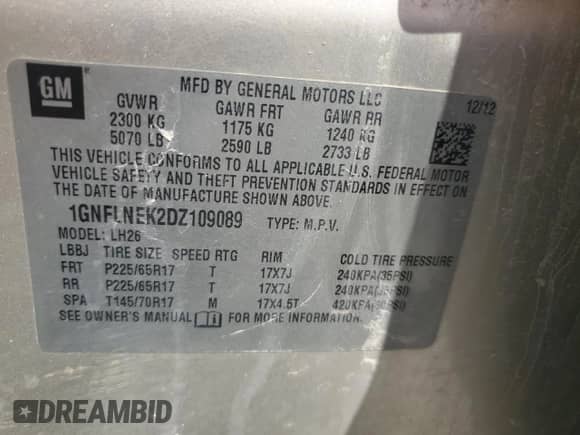 GM
MFD BY GENERAL MOTORS LLC
12/12
GVWR GAWR FRT GAWR RR
2300 KG 1175 KG 1240 KG
5070 LB 2590 LB 2733 LB
THIS VEHICLE CONFORMS TO ALL APPLICABLE U.S. FEDERAL MOTOR
VEHICLE SAFETY AND THEFT PREVENTION STANDARDS IN EFFECT ON
THE DATE OF MANUFACTURE SHOWN ABOVE.
1GNFLNEK2DZ109089 TYPE: M.P.V.
MODEL: LH26
LBBJ TIRE SIZE SPEED RTG RIM COLD TIRE PRESSURE
FRT P225/65R17 T 17X7J 240KPA(35PSI)
RR P225/65R17 T 17X7J 240KPA(35PSI)
SPA T145/70R17 M 17X4.5T 420KPA(60PSI)
SEE OWNER'S MANUAL FOR MORE INFORMATION.
DREAMBID